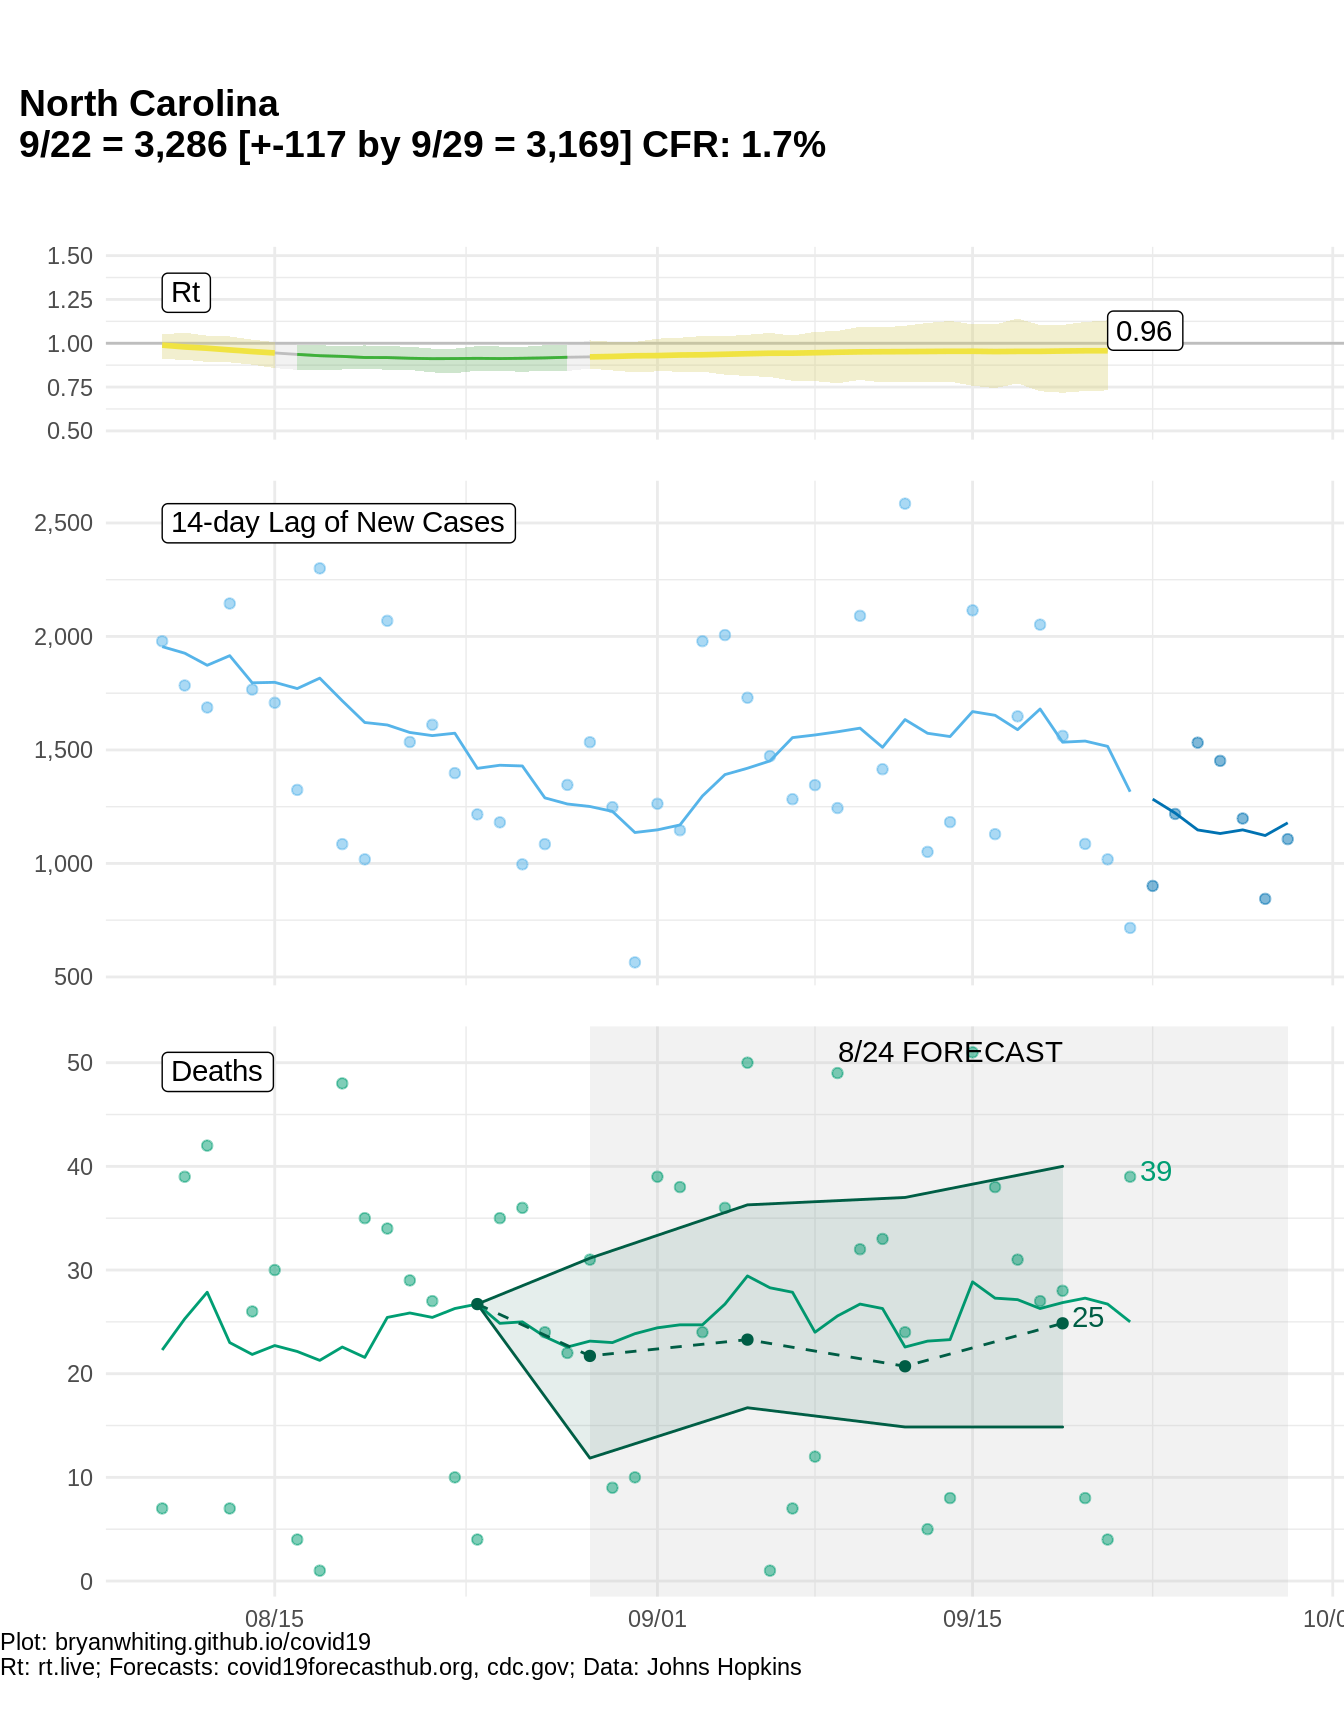 North Carolina
9/22 = 3,286 [+-117 by 9/29 = 3,169] CFR: 1.7%
1.50
Rt
1.25
0.96
1.00
0.75
0.50
14-day Lag of New Cases
2,500
2,000
1,500
1,000
500
8/24 FORECAST
50
Deaths
40
39
30
25
20
10
0
08/15
09/01
09/15
10/0
Plot: bryanwhiting.github.io/covid19
Rt: rt.live; Forecasts: covid19forecasthub.org, cdc.gov; Data: Johns Hopkins